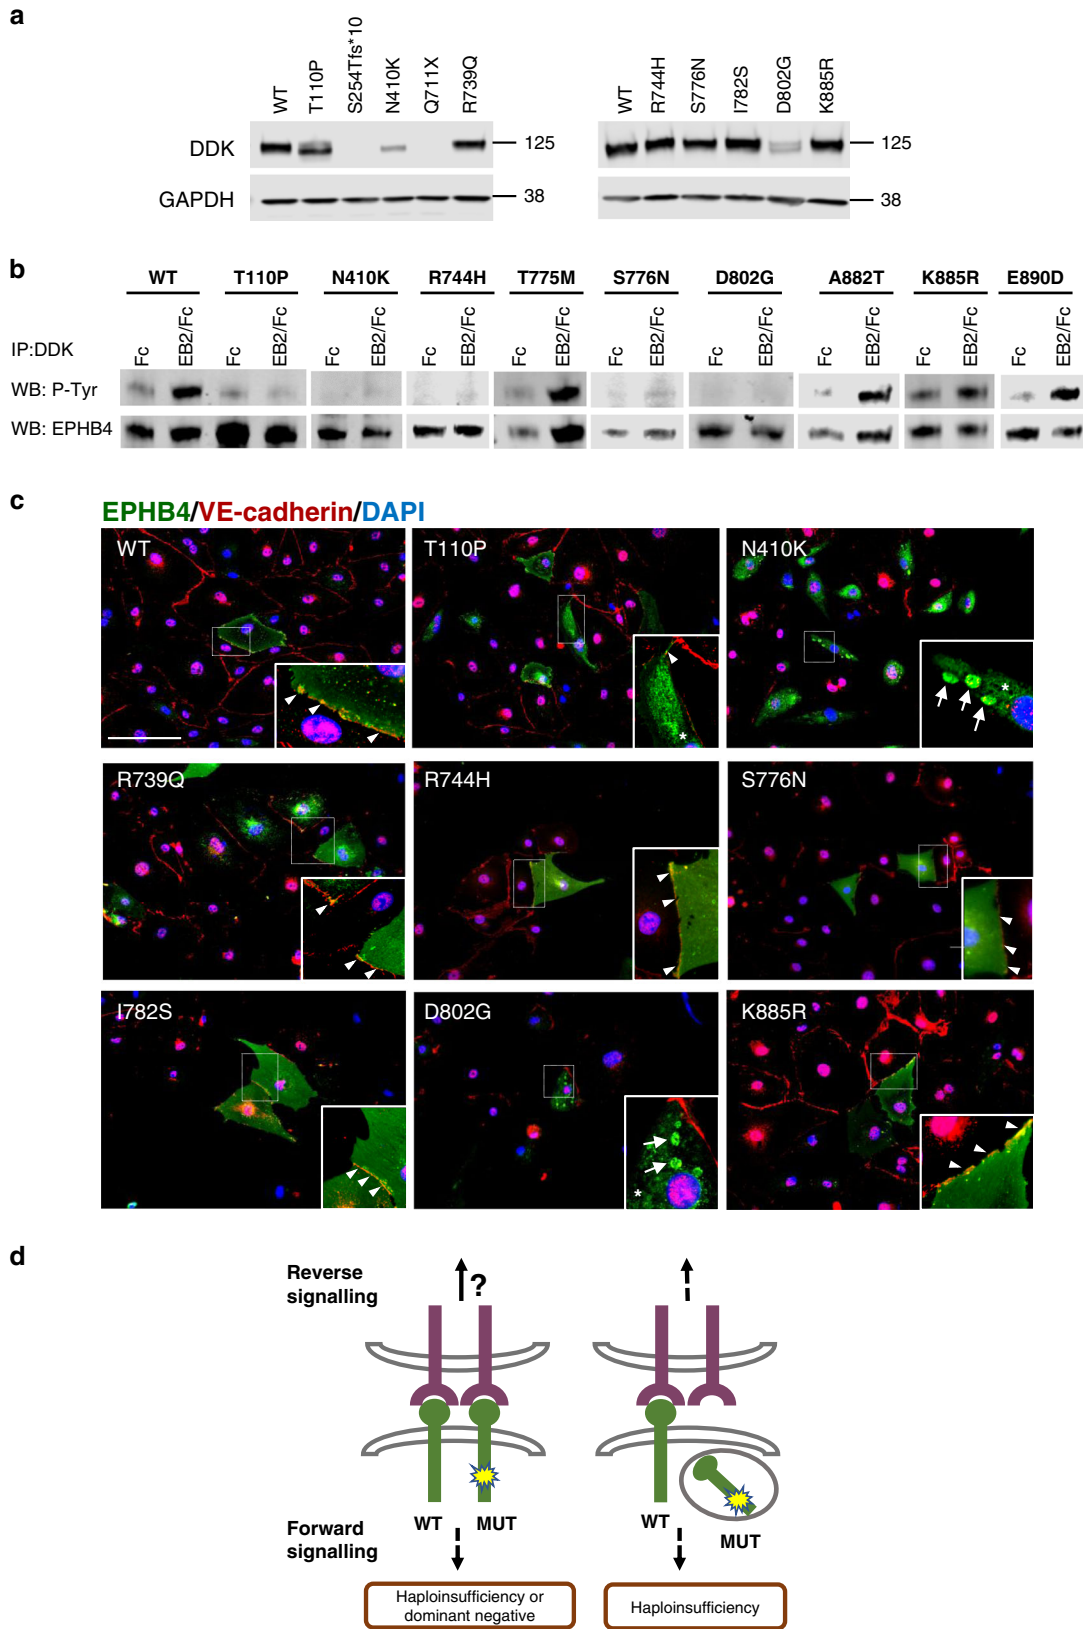 a
WT T110P S254Tfs*10 N410K Q711X R739Q
WT R744H S776N I782S D802G K885R
DDK 125 125
GAPDH 38 38
b
WT T110P N410K R744H T775M S776N D802G A882T K885R E890D
IP:DDK Fc EB2/Fc Fc EB2/Fc Fc EB2/Fc Fc EB2/Fc Fc EB2/Fc Fc EB2/Fc Fc EB2/Fc Fc EB2/Fc Fc EB2/Fc Fc EB2/Fc
WB: P-Tyr
WB: EPHB4
c
EPHB4/VE-cadherin/DAPI
WT T110P N410K
*
*
R739Q R744H S776N
I782S D802G K885R
*
d
Reverse
signalling
?
WT MUT
WT
MUT
Forward
signalling
Haploinsufficiency or
dominant negative
Haploinsufficiency